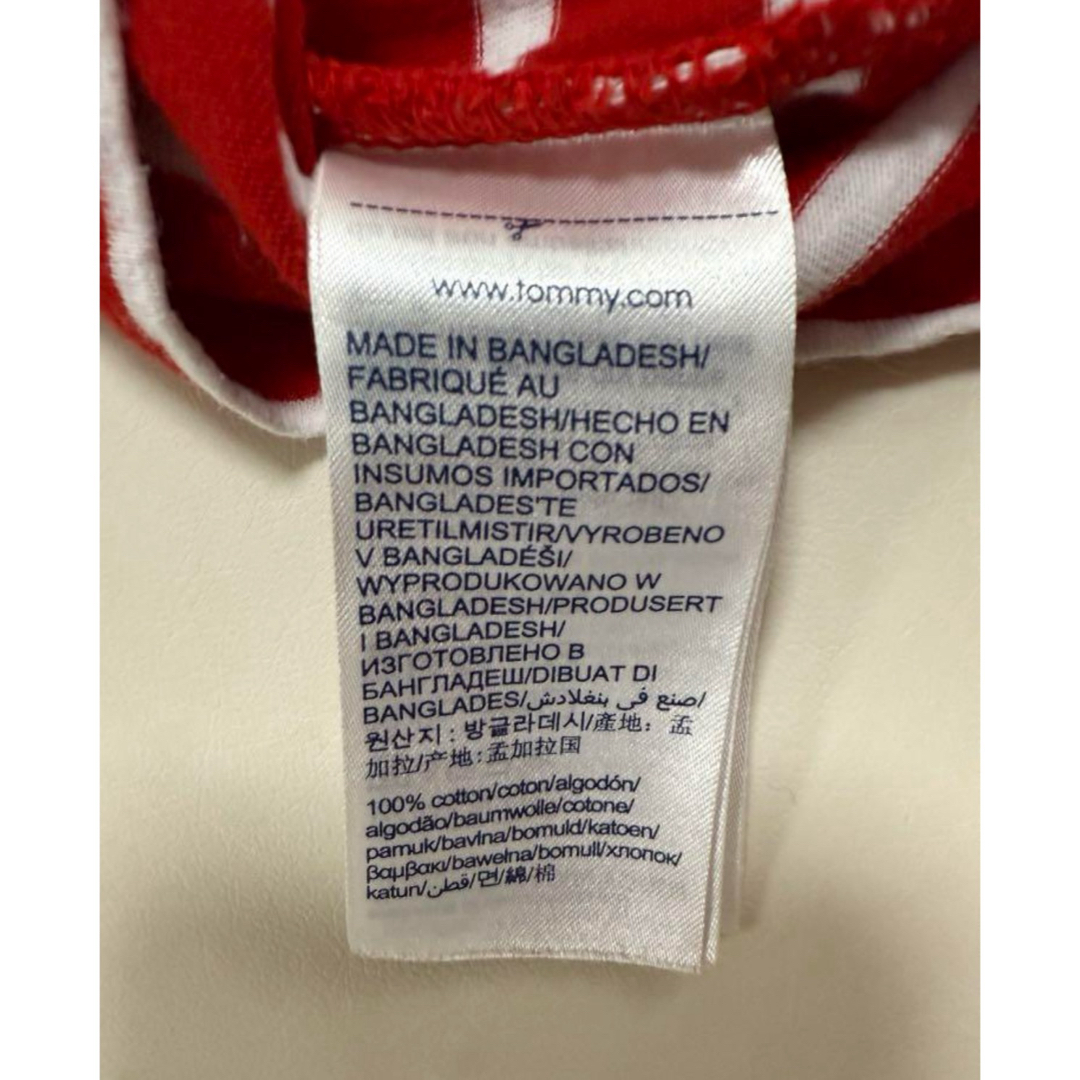 www.tommy.com
MADE IN BANGLADESH/
FABRIQUÉ AU
BANGLADESH/HECHO EN
BANGLADESH CON
INSUMOS IMPORTADOS/
BANGLADES'TE
URETILMISTIR/VYROBENO
V BANGLADÉŠI/
WYPRODUKOWANO W
BANGLADESH/PRODUSERT
I BANGLADESH/
ИЗГОТОВЛЕНО В
БАНГЛАДЕШ/DIBUAT DI
BANGLADES/صنع في بنغلادش/
원산지 : 방글라데시/產地: 孟
加拉/产地:孟加拉国
100% cotton/coton/algodón/
algodão/baumwolle/cotone/
pamuk/bavlna/bomuld/katoen/
βαμβακι/bawełna/bomull/хлопок/
katun/قطن/면/綿/棉